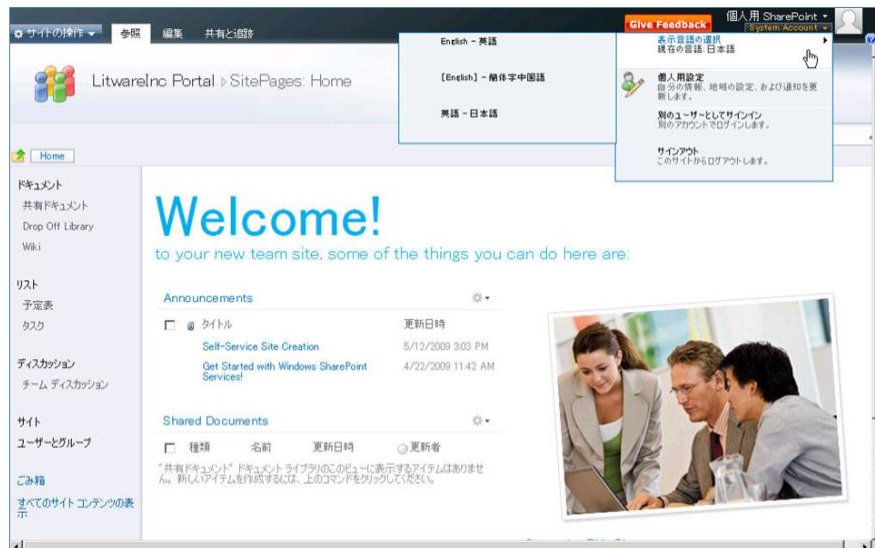 Give Feedback
個人用 SharePoint
System Account
サイトの操作
参照
編集
共有と追跡
English - 英語
[English] - 簡体字中国語
英語 - 日本語
表示言語の選択
現在の言語: 日本語
個人用設定
自分の情報、地域の設定、および通知を更
新します。
別のユーザーとしてサインイン
別のアカウントでログインします。
サインアウト
このサイトからログアウトします。
LitwareInc Portal ▹ SitePages: Home
Home
ドキュメント
共有ドキュメント
Drop Off Library
Wiki
リスト
予定表
タスク
ディスカッション
チーム ディスカッション
サイト
ユーザーとグループ
ごみ箱
すべてのサイト コンテンツの表
示
Welcome!
to your new team site, some of the things you can do here are:
Announcements
タイトル 更新日時
Self-Service Site Creation 5/12/2009 3:03 PM
Get Started with Windows SharePoint 4/22/2009 11:42 AM
Services!
Shared Documents
種類 名前 更新日時 更新者
"共有ドキュメント" ドキュメント ライブラリのこのビューに表示するアイテムはありませ
ん。新しいアイテムを作成するには、上のコマンドをクリックしてください。